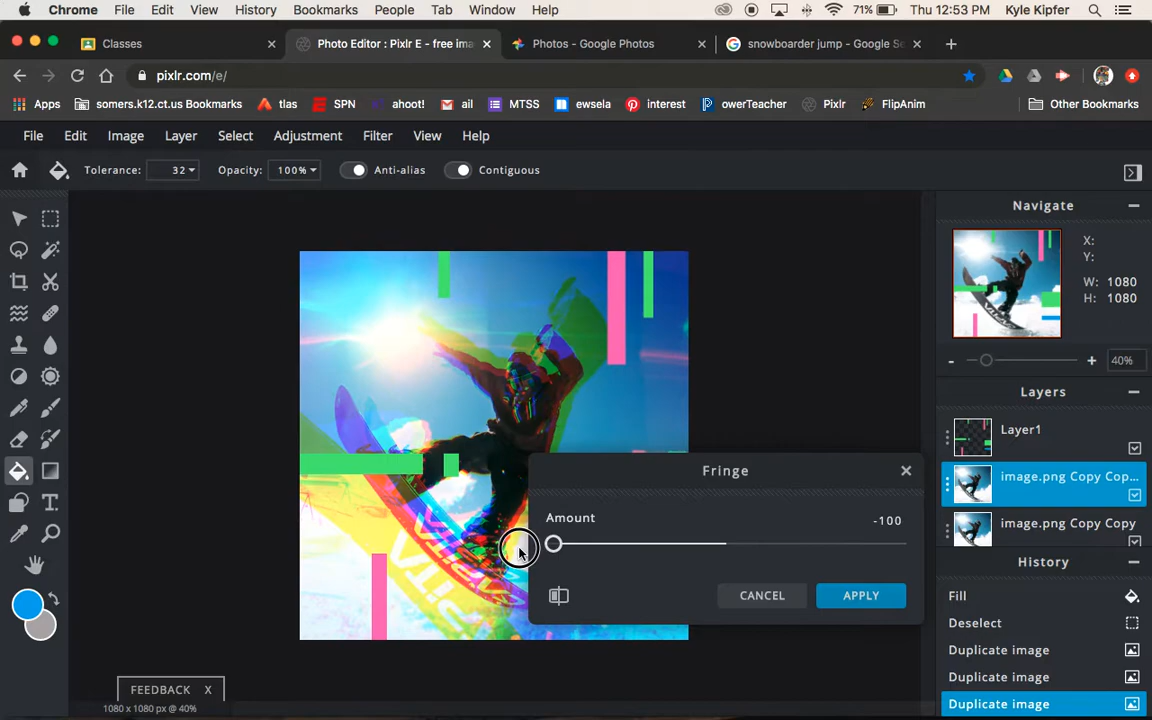 Chrome File Edit View History Bookmarks People Tab Window Help 71% Thu 12:53 PM Kyle Kipfer
Classes Photo Editor : Pixlr E - free ima Photos - Google Photos snowboarder jump - Google Se
pixlr.com/e/
Apps somers.k12.ct.us Bookmarks tlas SPN ahoot! ail MTSS ewsela interest owerTeacher Pixlr FlipAnim Other Bookmarks
File Edit Image Layer Select Adjustment Filter View Help
Tolerance: 32 Opacity: 100% Anti-alias Contiguous
Navigate
X:
Y:
W: 1080
H: 1080
- + 40%
Layers
Layer1
image.png Copy Cop...
image.png Copy Copy
Fringe
Amount -100
CANCEL APPLY
History
Fill
Deselect
Duplicate image
Duplicate image
Duplicate image
FEEDBACK X
1080 x 1080 px @ 40%